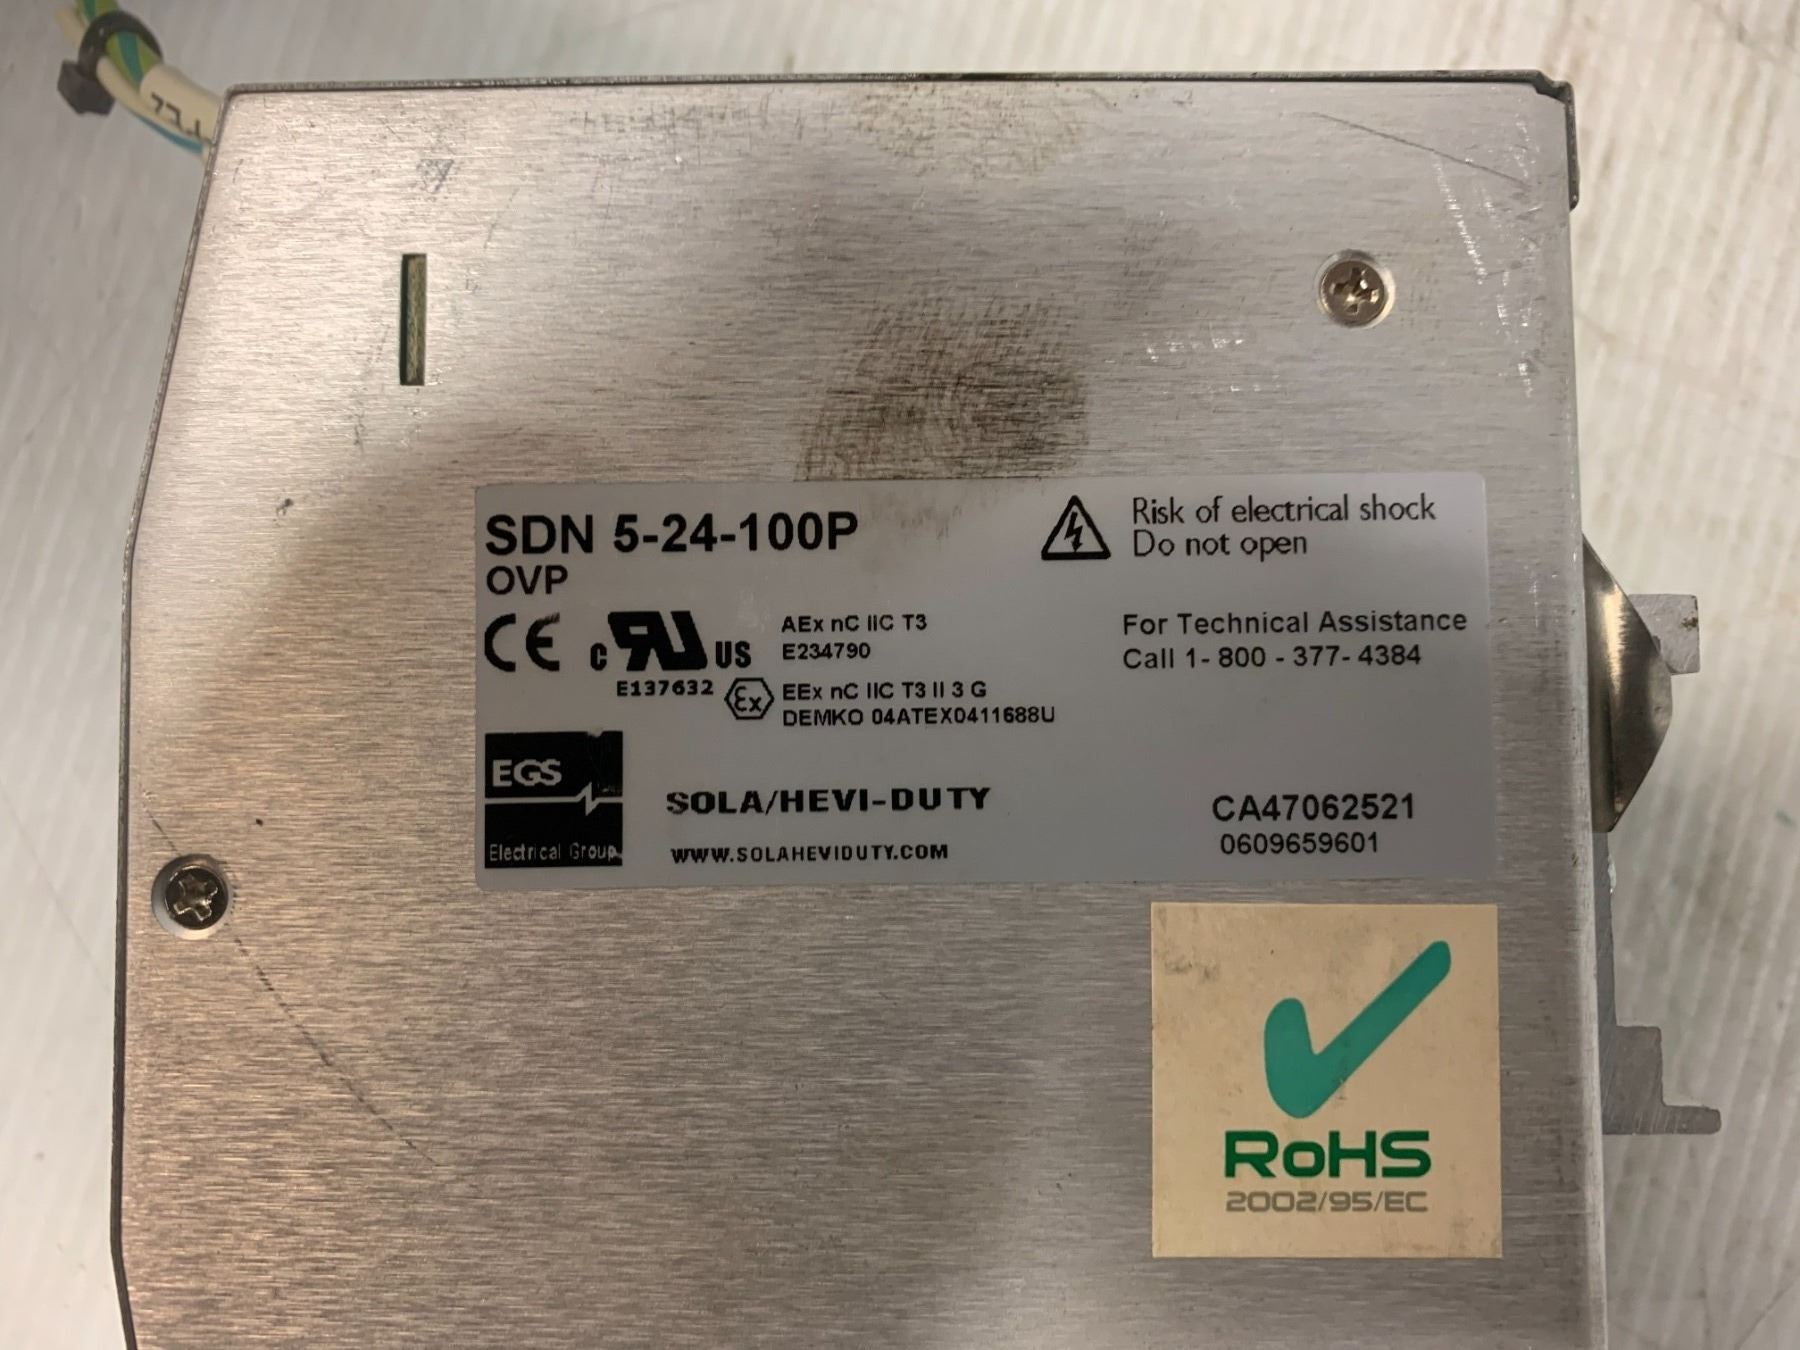 SDN 5-24-100P
OVP
Risk of electrical shock
Do not open
CE
c RU US
E137632
AEx nC IIC T3
E234790
Ex
EEx nC IIC T3 II 3 G
DEMKO 04ATEX0411688U
For Technical Assistance
Call 1- 800 - 377- 4384
EGS
Electrical Group
SOLA/HEVI-DUTY
WWW.SOLAHEVIDUTY.COM
CA47062521
0609659601
RoHS
2002/95/EC